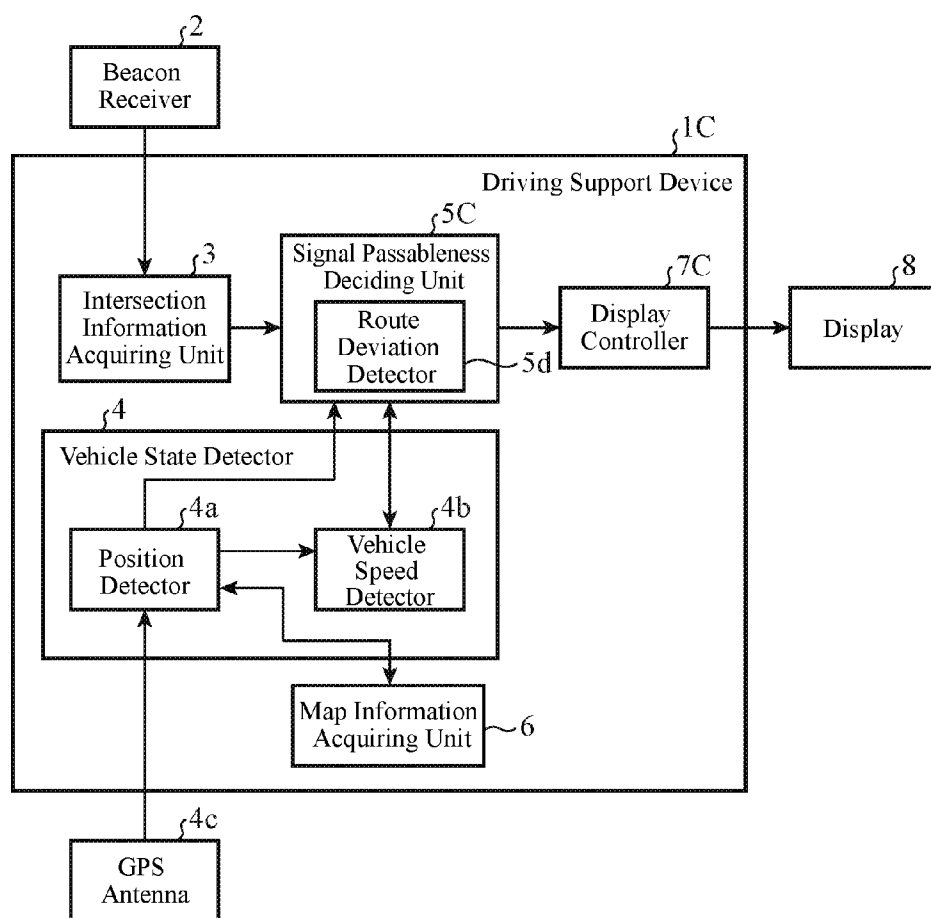 2
Beacon
Receiver
1C
Driving Support Device
5C
Signal Passableness
Deciding Unit
3
Intersection
Information
Acquiring Unit
Route
Deviation
Detector
5d
7C
Display
Controller
8
Display
4
Vehicle State Detector
4a
Position
Detector
4b
Vehicle
Speed
Detector
Map Information
Acquiring Unit
6
4c
GPS
Antenna